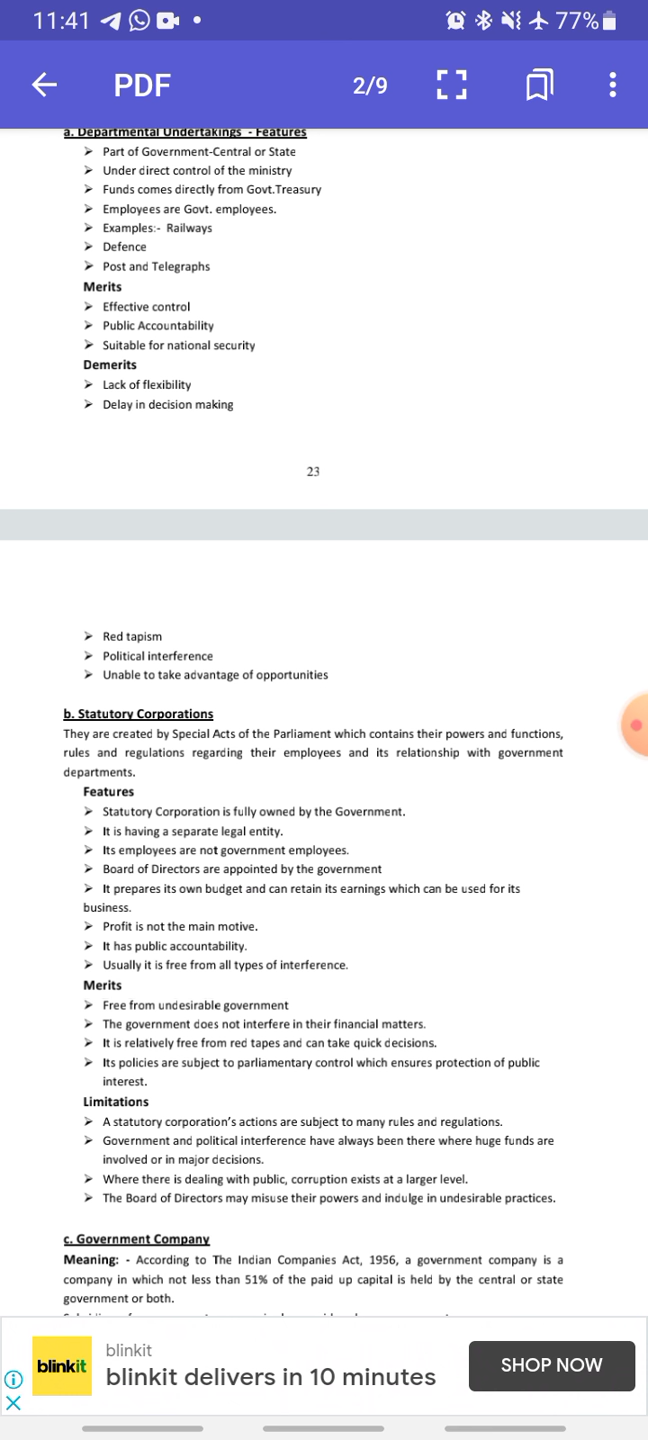 11:41
77%
PDF
2/9
a. Departmental Undertakings - Features
➢ Part of Government-Central or State
➢ Under direct control of the ministry
➢ Funds comes directly from Govt.Treasury
➢ Employees are Govt. employees.
➢ Examples:- Railways
➢ Defence
➢ Post and Telegraphs
Merits
➢ Effective control
➢ Public Accountability
➢ Suitable for national security
Demerits
➢ Lack of flexibility
➢ Delay in decision making
23
➢ Red tapism
➢ Political interference
➢ Unable to take advantage of opportunities
b. Statutory Corporations
They are created by Special Acts of the Parliament which contains their powers and functions,
rules and regulations regarding their employees and its relationship with government
departments.
Features
➢ Statutory Corporation is fully owned by the Government.
➢ It is having a separate legal entity.
➢ Its employees are not government employees.
➢ Board of Directors are appointed by the government
➢ It prepares its own budget and can retain its earnings which can be used for its
business.
➢ Profit is not the main motive.
➢ It has public accountability.
➢ Usually it is free from all types of interference.
Merits
➢ Free from undesirable government
➢ The government does not interfere in their financial matters.
➢ It is relatively free from red tapes and can take quick decisions.
➢ Its policies are subject to parliamentary control which ensures protection of public
interest.
Limitations
➢ A statutory corporation's actions are subject to many rules and regulations.
➢ Government and political interference have always been there where huge funds are
involved or in major decisions.
➢ Where there is dealing with public, corruption exists at a larger level.
➢ The Board of Directors may misuse their powers and indulge in undesirable practices.
c. Government Company
Meaning: - According to The Indian Companies Act, 1956, a government company is a
company in which not less than 51% of the paid up capital is held by the central or state
government or both.
blinkit
blinkit
blinkit delivers in 10 minutes
SHOP NOW